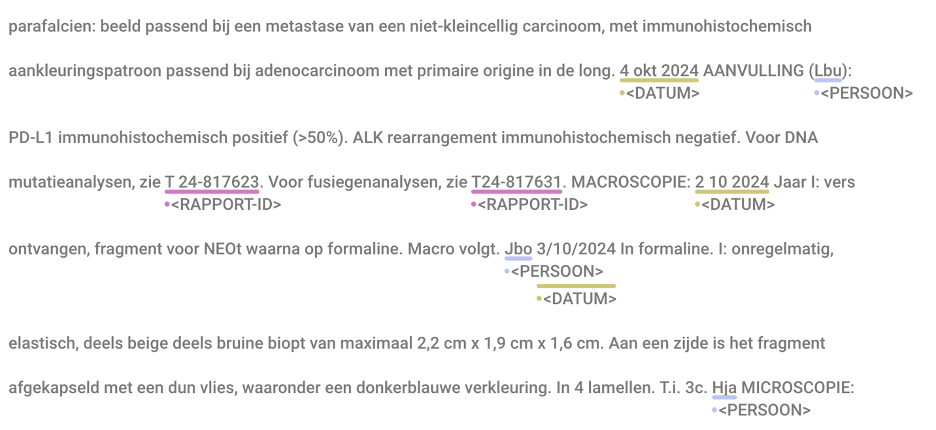 parafalcien: beeld passend bij een metastase van een niet-kleincellig carcinoom, met immunohistochemisch
aankleuringspatroon passend bij adenocarcinoom met primaire origine in de long. 4 okt 2024 AANVULLING (Lbu):
<DATUM> <PERSOON>
PD-L1 immunohistochemisch positief (>50%). ALK rearrangement immunohistochemisch negatief. Voor DNA
mutatieanalysen, zie T 24-817623. Voor fusiegenanalysen, zie T24-817631. MACROSCOPIE: 2 10 2024 Jaar I: vers
<RAPPORT-ID> <RAPPORT-ID> <DATUM>
ontvangen, fragment voor NEOt waarna op formaline. Macro volgt. Jbo 3/10/2024 In formaline. I: onregelmatig,
<PERSOON>
<DATUM>
elastisch, deels beige deels bruine biopt van maximaal 2,2 cm x 1,9 cm x 1,6 cm. Aan een zijde is het fragment
afgekapseld met een dun vlies, waaronder een donkerblauwe verkleuring. In 4 lamellen. T.i. 3c. Hja MICROSCOPIE:
<PERSOON>